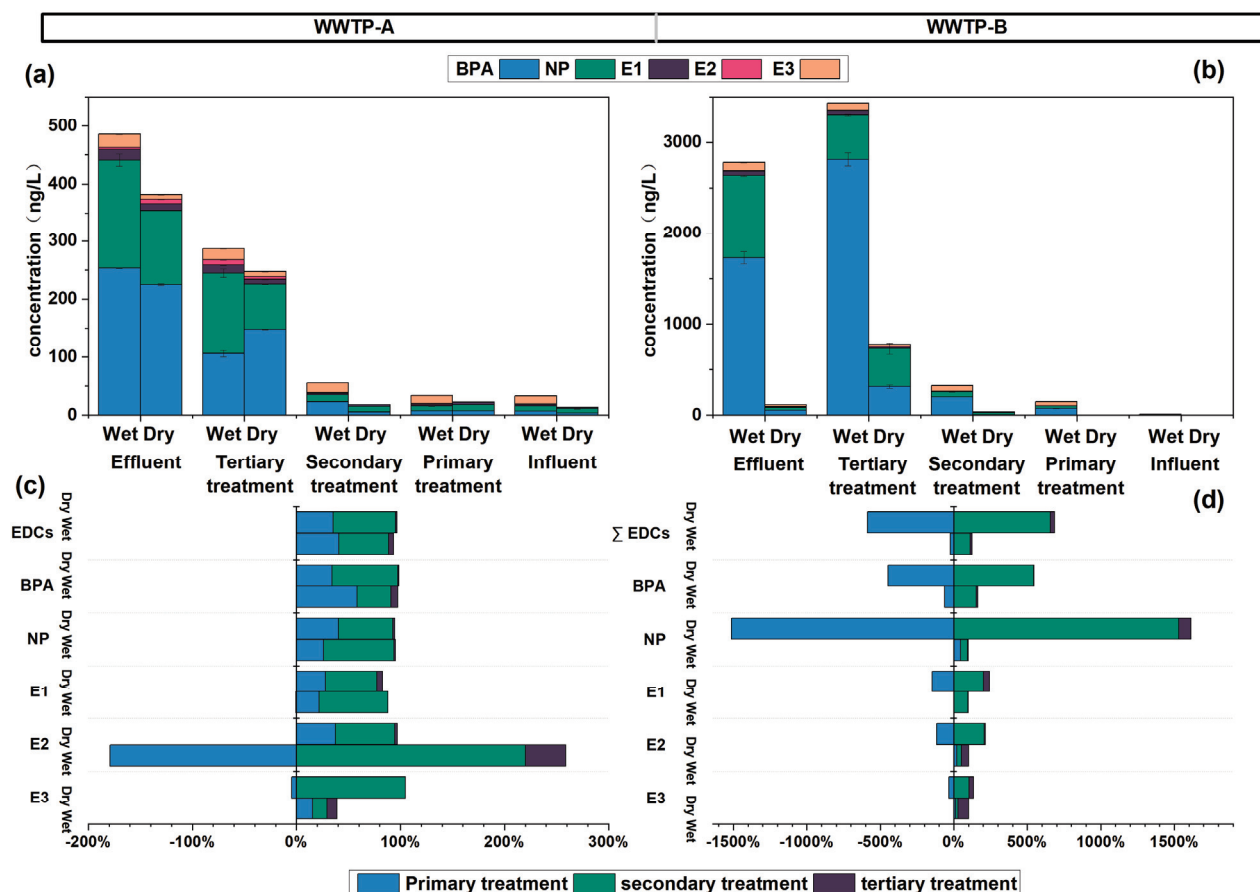 WWTP-A WWTP-B
(a) BPA NP E1 E2 E3 (b)
concentration（ng/L）
500
400
300
200
100
0
Wet Dry Wet Dry Wet Dry Wet Dry Wet Dry
Effluent Tertiary treatment Secondary treatment Primary treatment Influent
concentration（ng/L）
3000
2000
1000
0
Wet Dry Wet Dry Wet Dry Wet Dry Wet Dry
Effluent Tertiary treatment Secondary treatment Primary treatment Influent
(c)
EDCs Dry Wet
BPA Dry Wet
NP Dry Wet
E1 Dry Wet
E2 Dry Wet
E3 Dry Wet
-200% -100% 0% 100% 200% 300%
(d)
∑ EDCs Dry Wet
BPA Dry Wet
NP Dry Wet
E1 Dry Wet
E2 Dry Wet
E3 Dry Wet
-1500% -1000% -500% 0% 500% 1000% 1500%
Primary treatment secondary treatment tertiary treatment